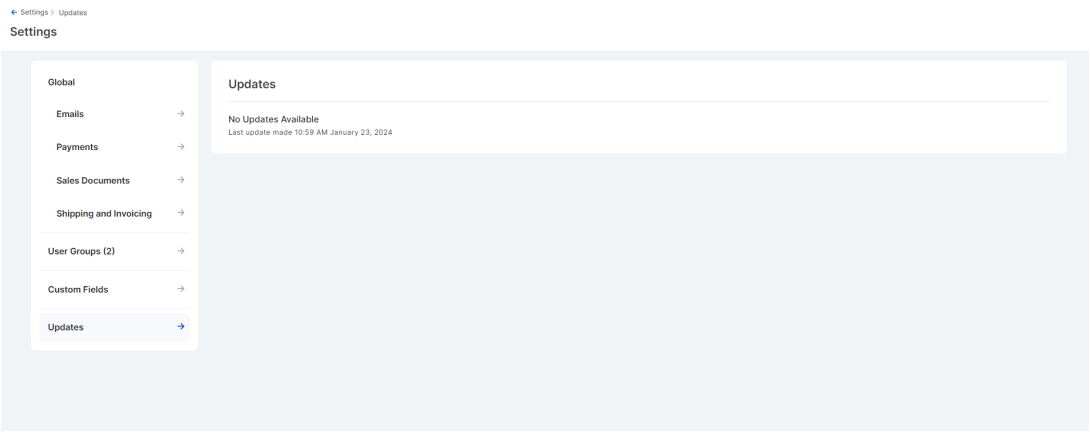 Settings > Updates
Settings
Global
Emails
Payments
Sales Documents
Shipping and Invoicing
User Groups (2)
Custom Fields
Updates
Updates
No Updates Available
Last update made 10:59 AM January 23, 2024